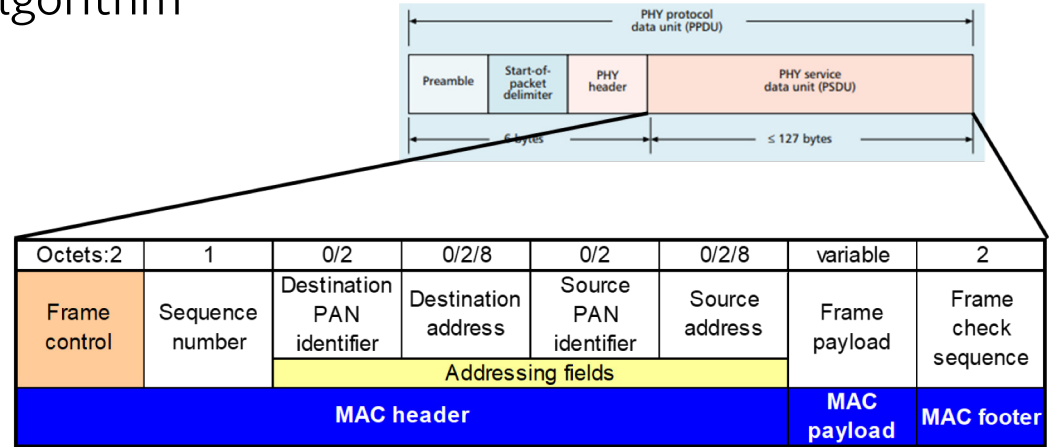 lgorithm
PHY protocol
data unit (PPDU)
Preamble
Start-of-
packet
delimiter
PHY
header
PHY service
data unit (PSDU)
6 bytes
≤ 127 bytes
Octets:2 1 0/2 0/2/8 0/2 0/2/8 variable 2
Frame
control
Sequence
number
Destination
PAN
identifier
Destination
address
Source
PAN
identifier
Source
address
Frame
payload
Frame
check
sequence
Addressing fields
MAC header
MAC
payload
MAC footer